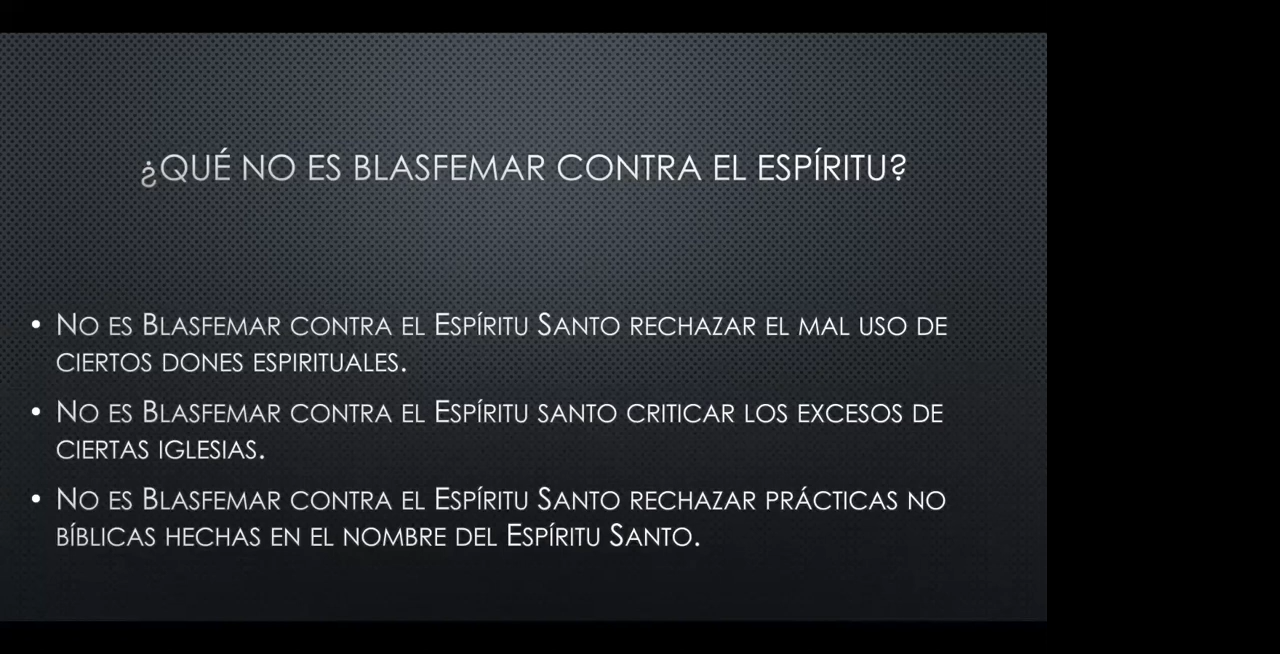 ¿QUÉ NO ES BLASFEMAR CONTRA EL ESPÍRITU?
• No es Blasfemar contra el Espíritu Santo rechazar el mal uso de
ciertos dones espirituales.
• No es Blasfemar contra el Espíritu santo criticar los excesos de
ciertas iglesias.
• No es Blasfemar contra el Espíritu Santo rechazar prácticas no
bíblicas hechas en el nombre del Espíritu Santo.